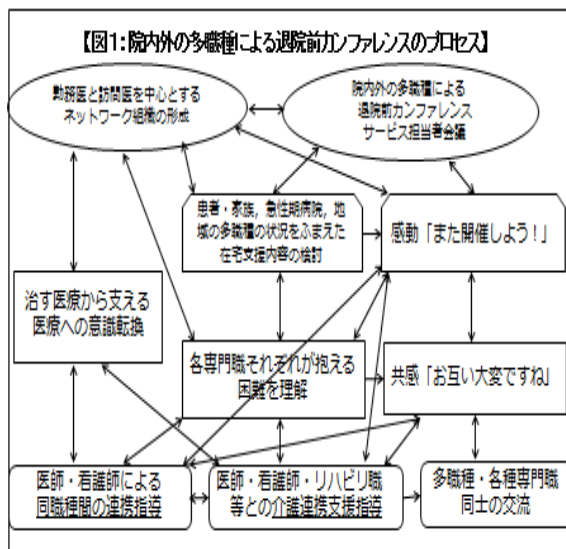 【図1:院内外の多職種による退院前カンファレンスのプロセス】
勤務医と訪問医を中心とする
ネットワーク組織の形成
院内外の多職種による
退院前カンファレンス
サービス担当者会議
患者・家族,急性期病院,地
域の多職種の状況をふまえた
在宅支援内容の検討
感動「また開催しよう!」
治す医療から支える
医療への意識転換
各専門職それぞれが抱える
困難を理解
共感「お互い大変ですね」
医師・看護師による
同職種間の連携指導
医師・看護師・リハビリ職
等との介護連携支援指導
多職種・各種専門職
同士の交流